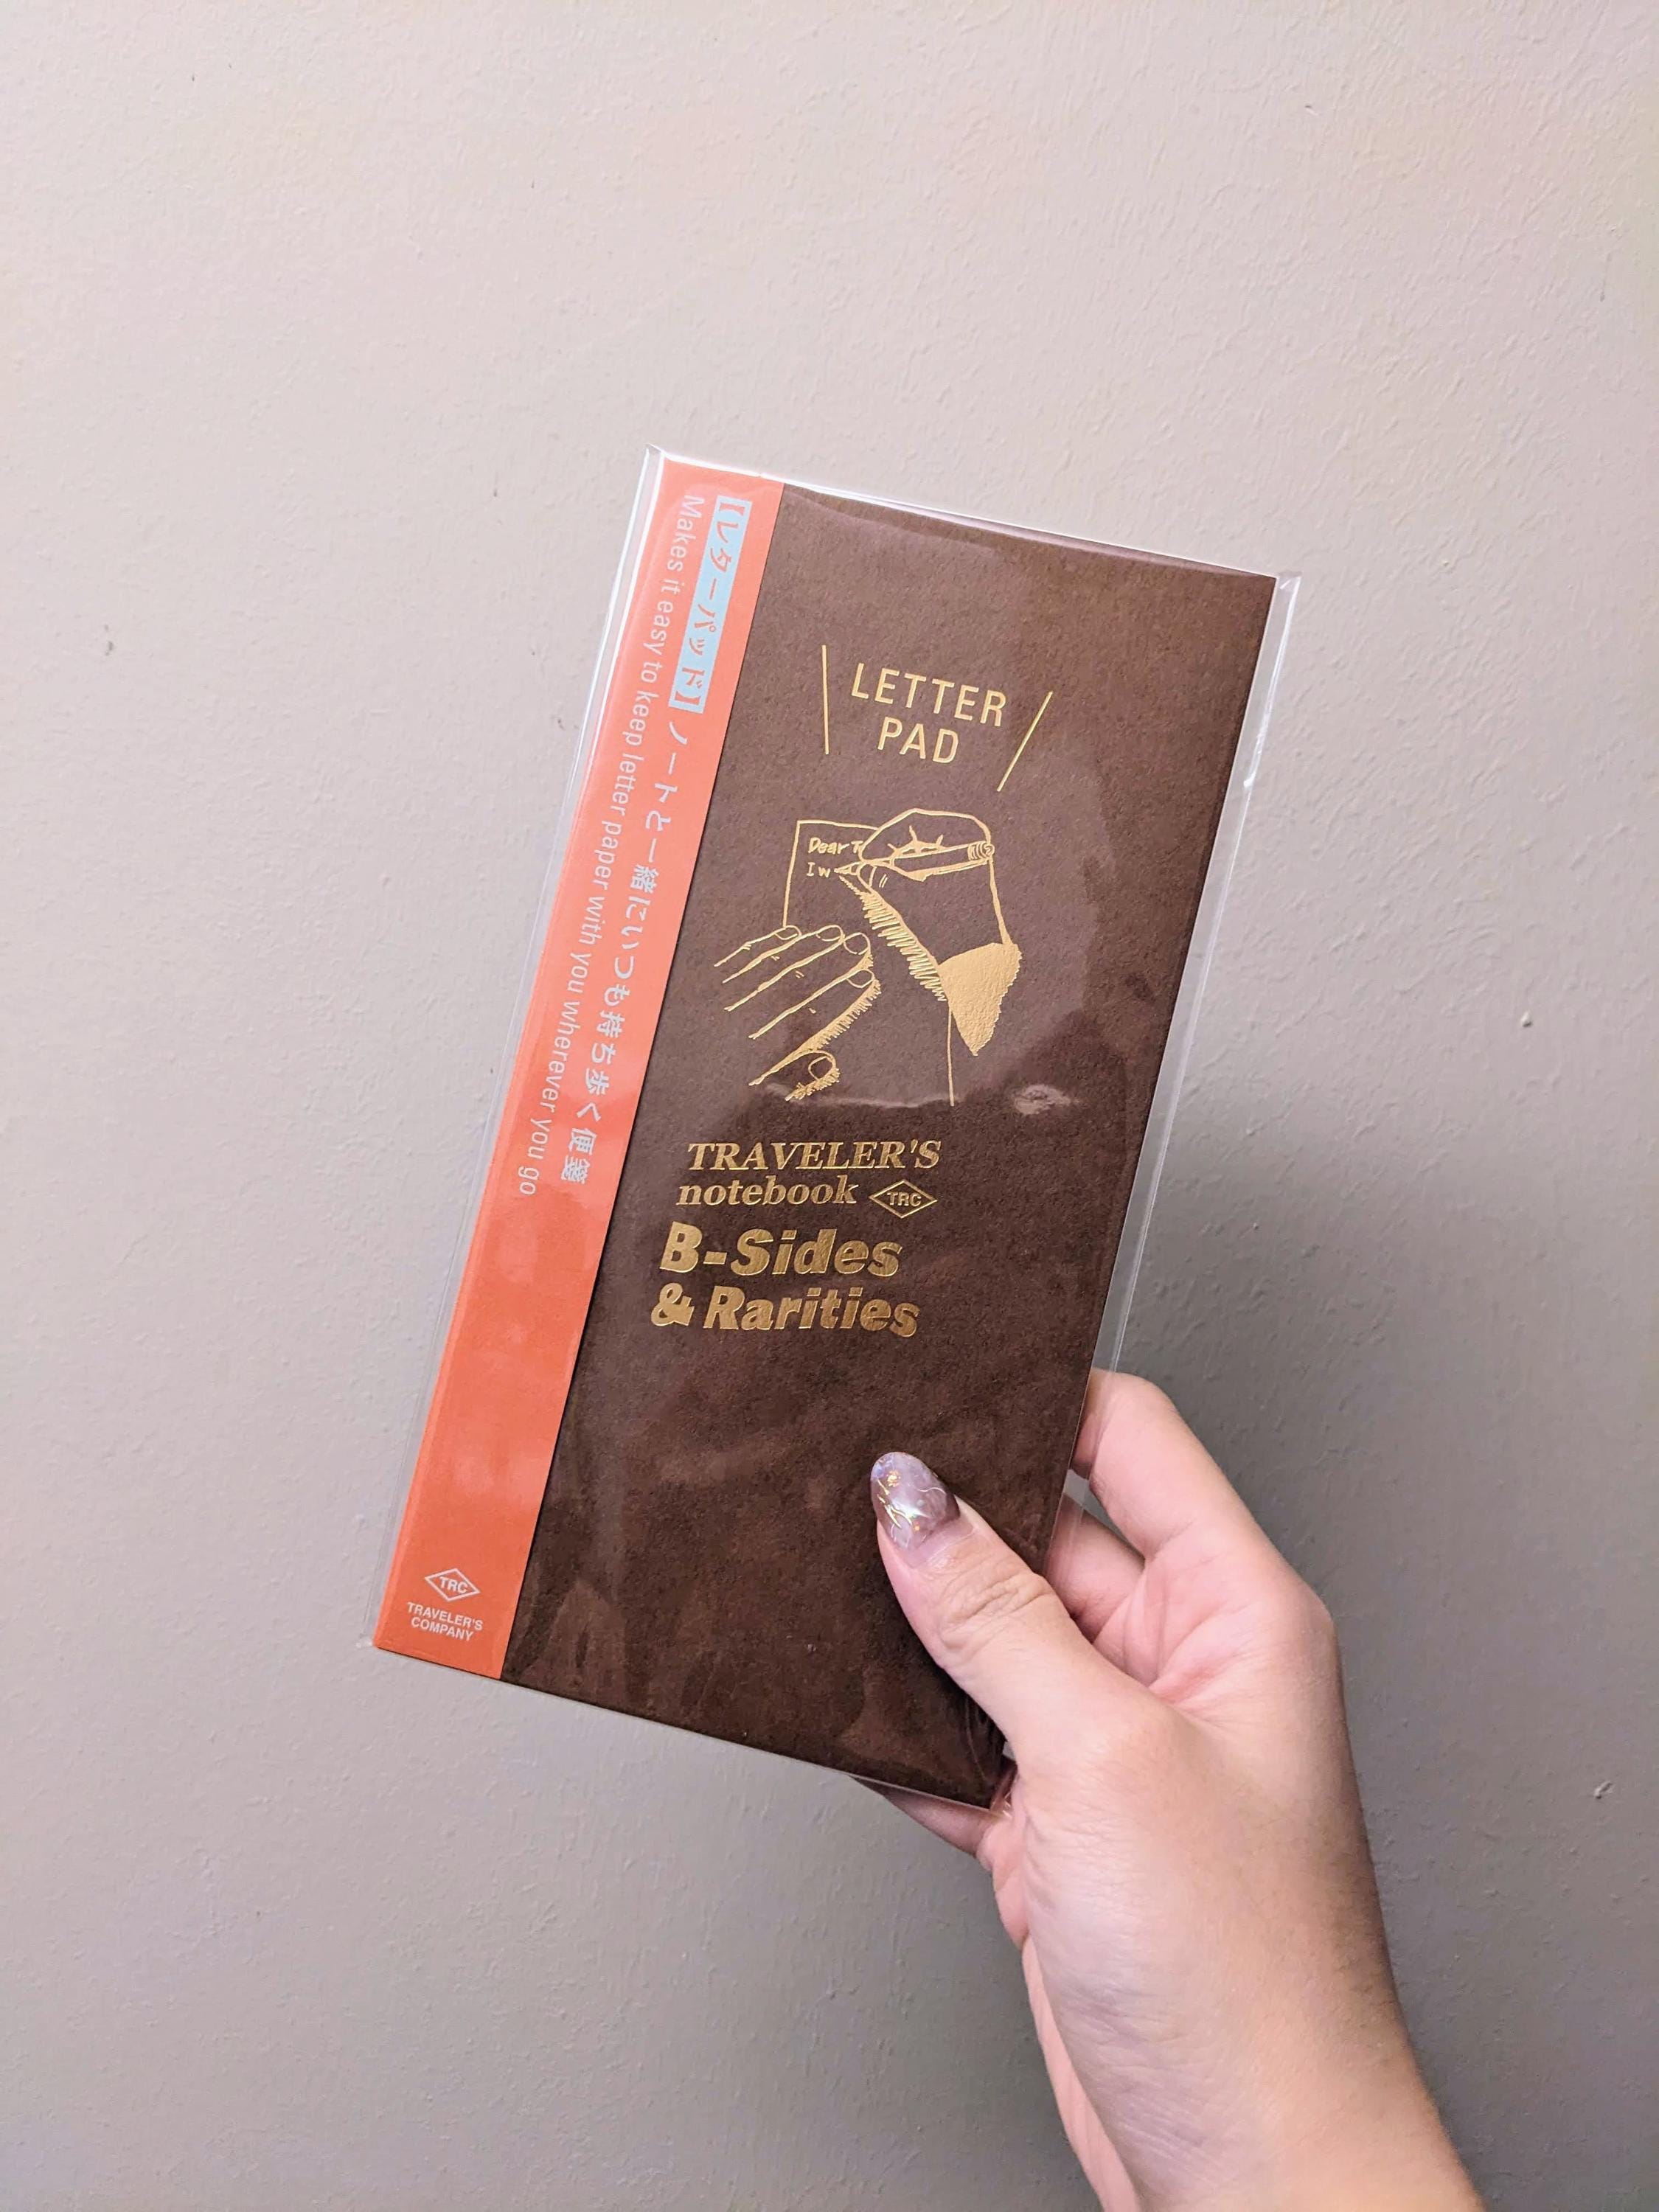 【レターパッド】ノートと一緒にいつも持ち歩く便箋
Makes it easy to keep letter paper with you wherever you go
TRC
TRAVELER'S
COMPANY
LETTER
PAD
Dear T
I w
TRAVELER'S
notebook TRC
B-Sides
& Rarities